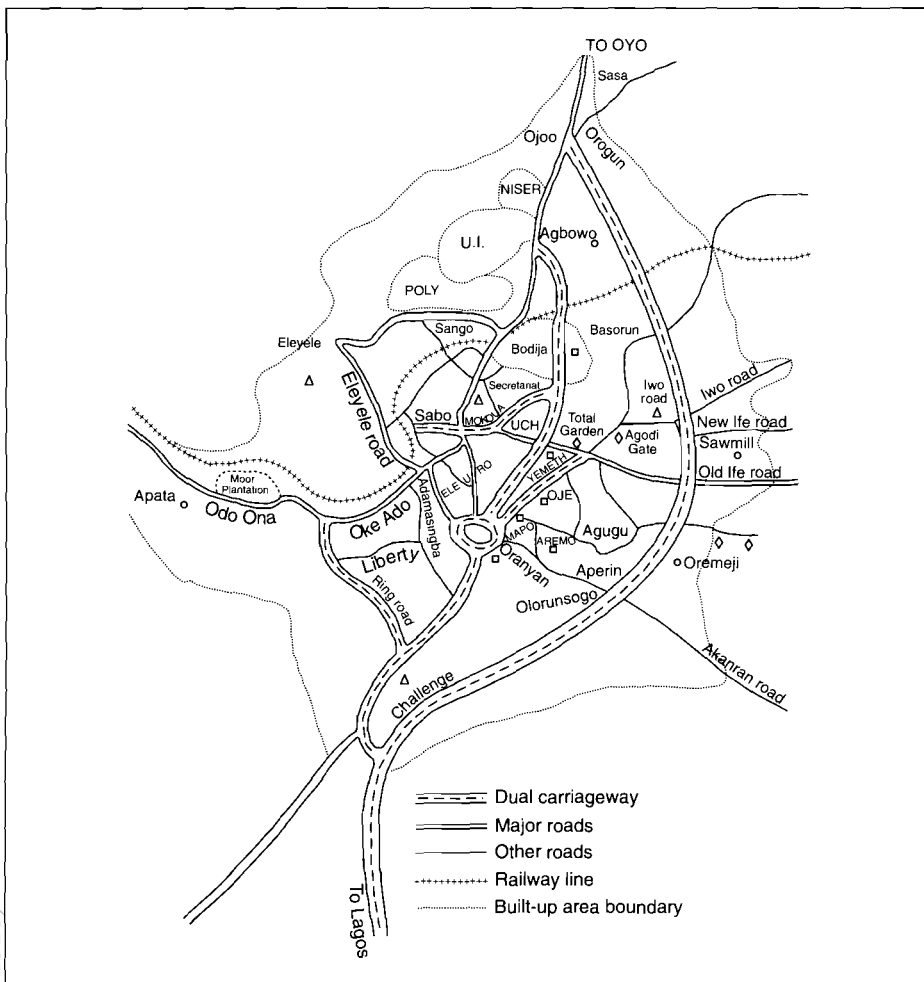 TO OYO
Sasa
Ojoo
Orogun
NISER
U.I.
Agbowo
POLY
Sango
Bodija
Basorun
Eleyele
Eleyele road
Secretariat
Iwo road
Iwo road
Sabo
MOKOLA
UCH
Total Garden
Agodi Gate
New Ife road
Sawmill
Old Ife road
YEMETH
Moor Plantation
Apata
Odo Ona
Oke Ado
Adamasingba
OJE
Agugu
MAPO
AREMO
Oranyan
Aperin
Oremeji
Liberty
Ring road
Olorunsogo
Akanran road
Challenge
Dual carriageway
Major roads
Other roads
Railway line
Built-up area boundary
To Lagos